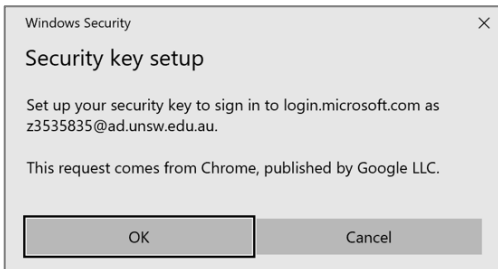 Windows Security
Security key setup
Set up your security key to sign in to login.microsoft.com as
z3535835@ad.unsw.edu.au.
This request comes from Chrome, published by Google LLC.
OK
Cancel